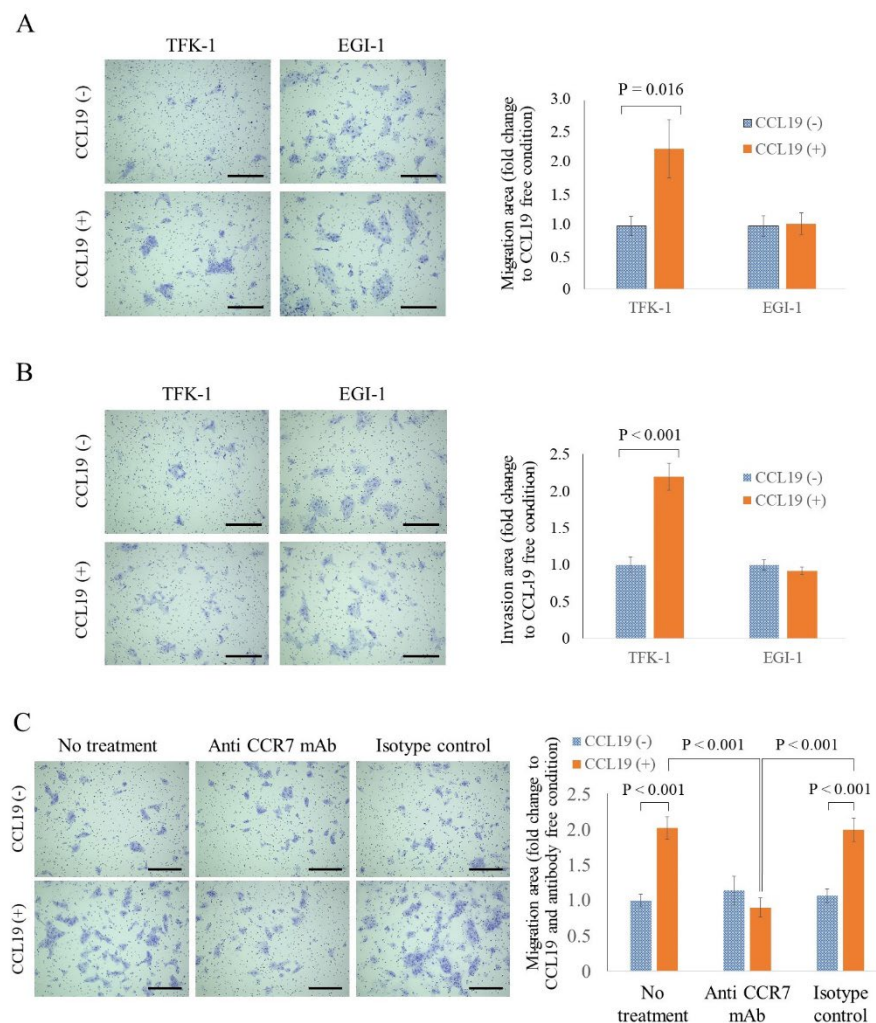 A
TFK-1 EGI-1
CCL19 (-)
CCL19 (+)
Migration area (fold change
to CCL19 free condition)
3.0
2.5
2.0
1.5
1.0
0.5
0
P = 0.016
CCL19 (-)
CCL19 (+)
TFK-1 EGI-1
B
TFK-1 EGI-1
CCL19 (-)
CCL19 (+)
Invasion area (fold change
to CCL19 free condition)
2.5
2.0
1.5
1.0
0.5
0
P < 0.001
CCL19 (-)
CCL19 (+)
TFK-1 EGI-1
C
No treatment Anti CCR7 mAb Isotype control
CCL19 (-)
CCL19 (+)
Migration area (fold change to
CCL19 and antibody free condition)
2.5
2.0
1.5
1.0
0.5
0
CCL19 (-)
CCL19 (+)
P < 0.001 P < 0.001
P < 0.001 P < 0.001
No
treatment
Anti CCR7
mAb
Isotype
control